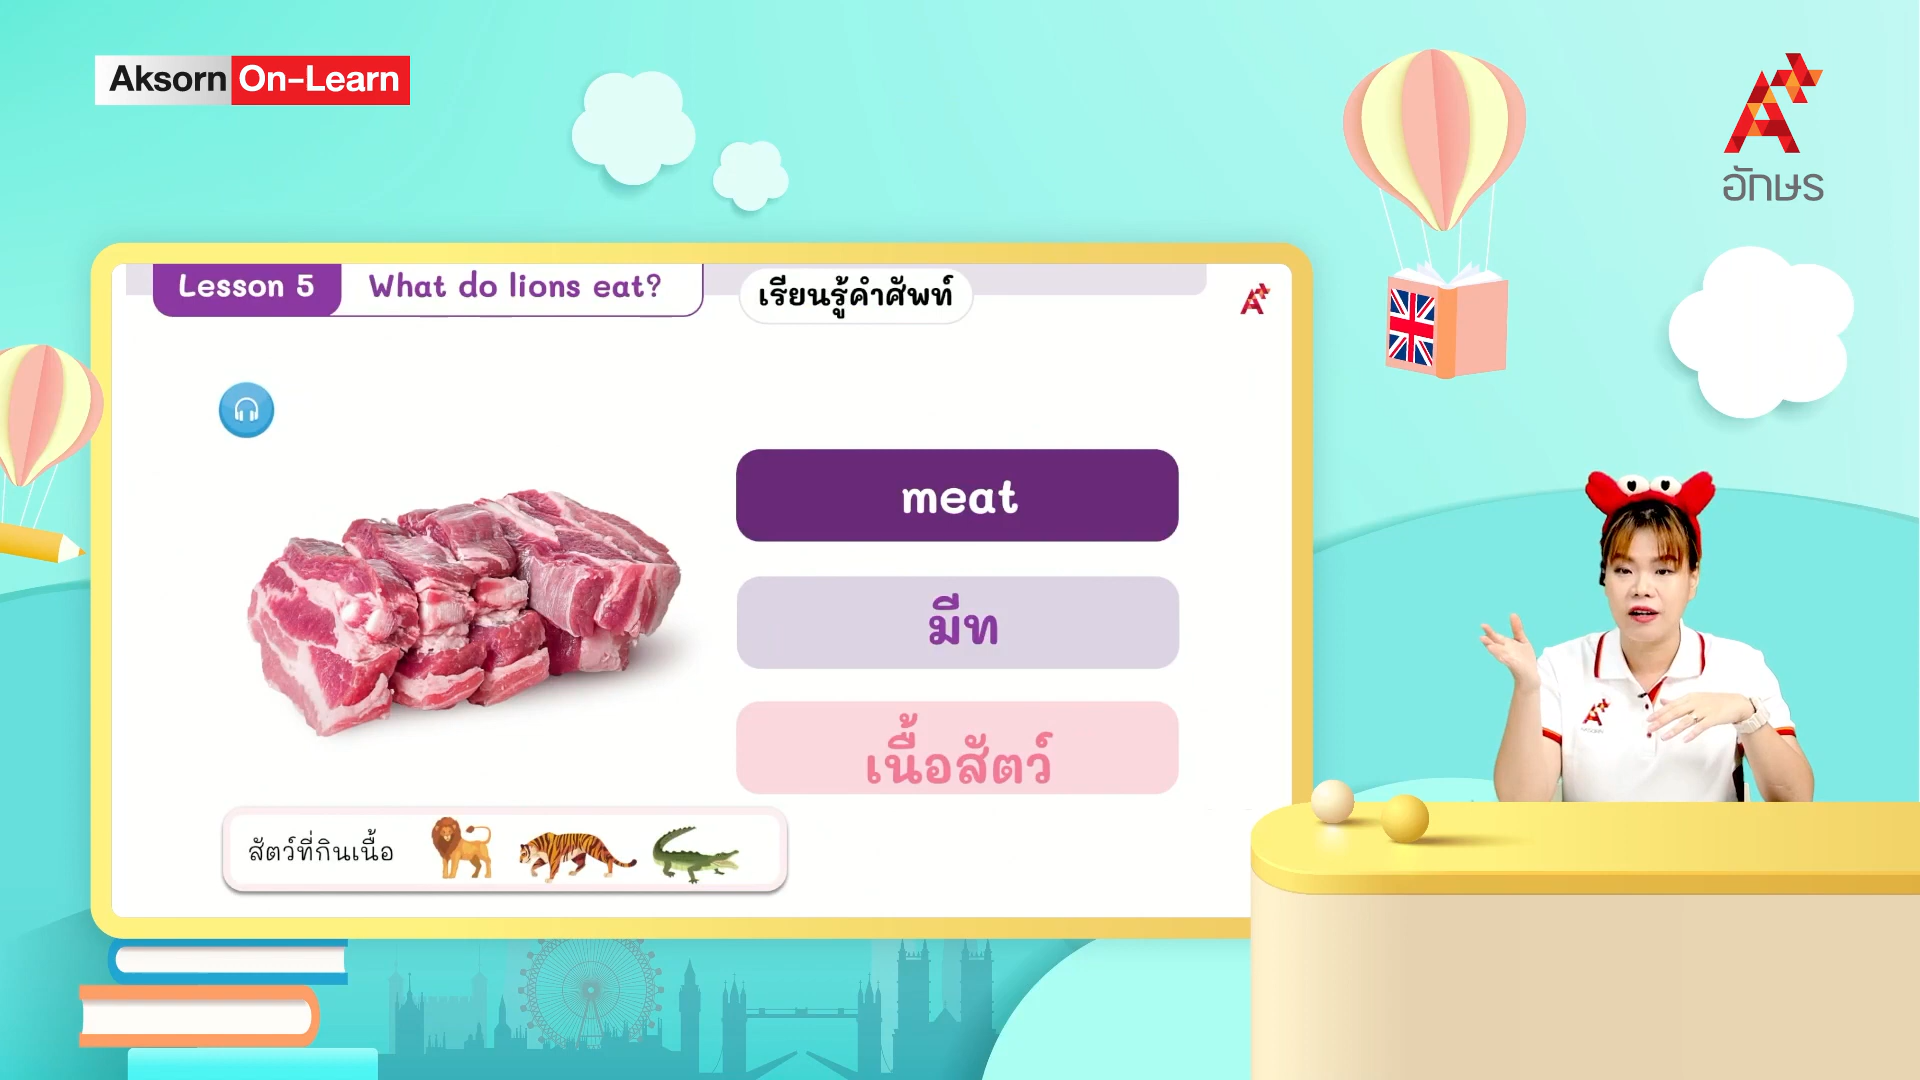 Aksorn On-Learn
อักษร
Lesson 5 What do lions eat? เรียนรู้คำศัพท์
meat
มีท
เนื้อสัตว์
สัตว์ที่กินเนื้อ